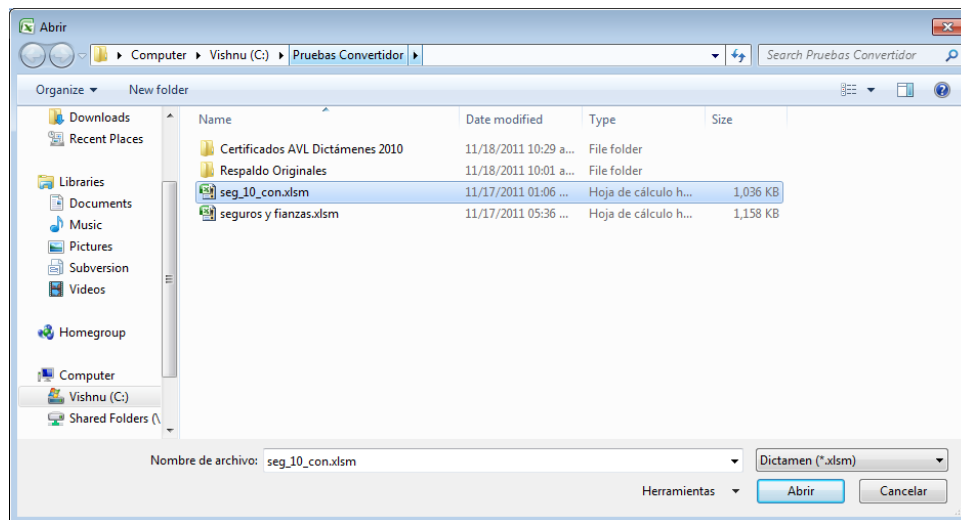 Abrir
Computer Vishnu (C:) Pruebas Convertidor Search Pruebas Convertidor
Organize New folder
Downloads
Recent Places
Libraries
Documents
Music
Pictures
Subversion
Videos
Homegroup
Computer
Vishnu (C:)
Shared Folders (\
Name Date modified Type Size
Certificados AVL Dictámenes 2010 11/18/2011 10:29 a... File folder
Respaldo Originales 11/18/2011 10:01 a... File folder
seg_10_con.xlsm 11/17/2011 01:06 ... Hoja de cálculo h... 1,036 KB
seguros y fianzas.xlsm 11/17/2011 05:36 ... Hoja de cálculo h... 1,158 KB
Nombre de archivo: seg_10_con.xlsm Dictamen (*.xlsm)
Herramientas Abrir Cancelar